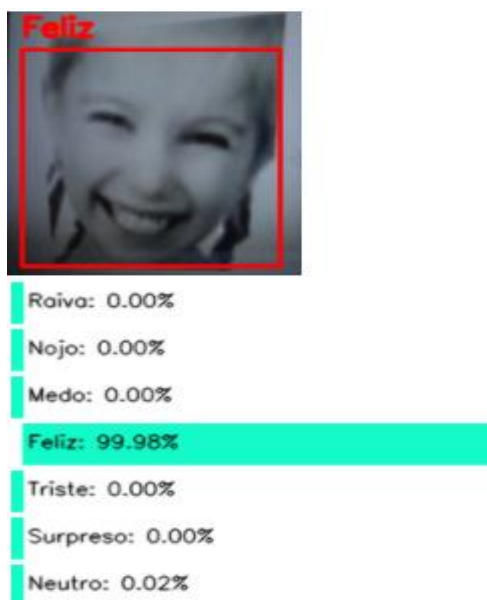 Feliz
Raiva: 0.00%
Nojo: 0.00%
Medo: 0.00%
Feliz: 99.98%
Triste: 0.00%
Surpreso: 0.00%
Neutro: 0.02%